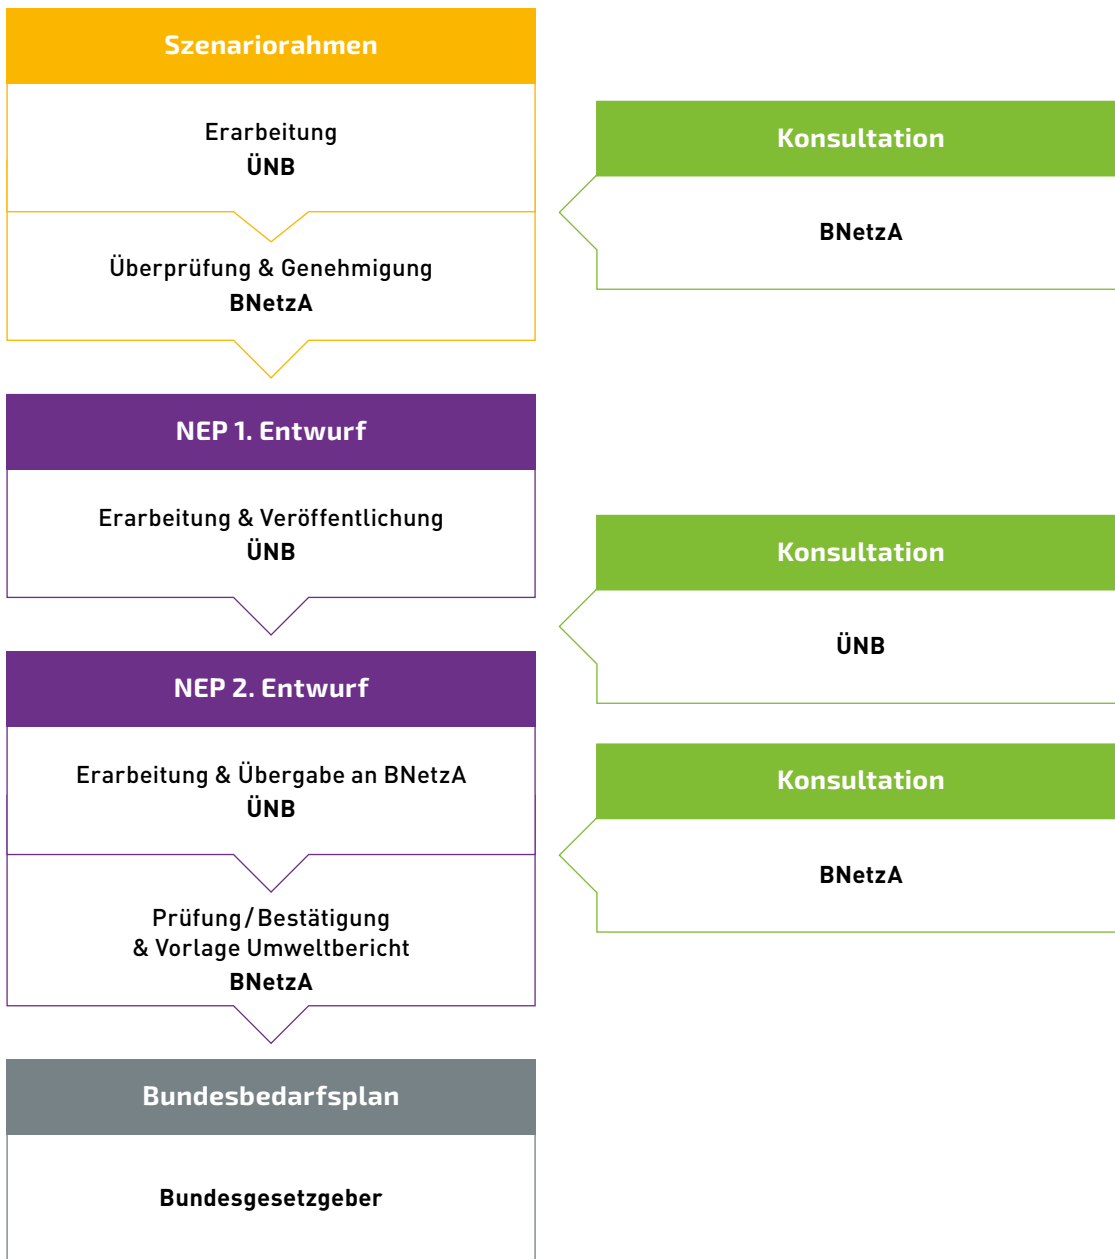 Szenariorahmen
Erarbeitung
ÜNB
Überprüfung & Genehmigung
BNetzA
Konsultation
BNetzA
NEP 1. Entwurf
Erarbeitung & Veröffentlichung
ÜNB
Konsultation
ÜNB
NEP 2. Entwurf
Erarbeitung & Übergabe an BNetzA
ÜNB
Prüfung / Bestätigung
& Vorlage Umweltbericht
BNetzA
Konsultation
BNetzA
Bundesbedarfsplan
Bundesgesetzgeber